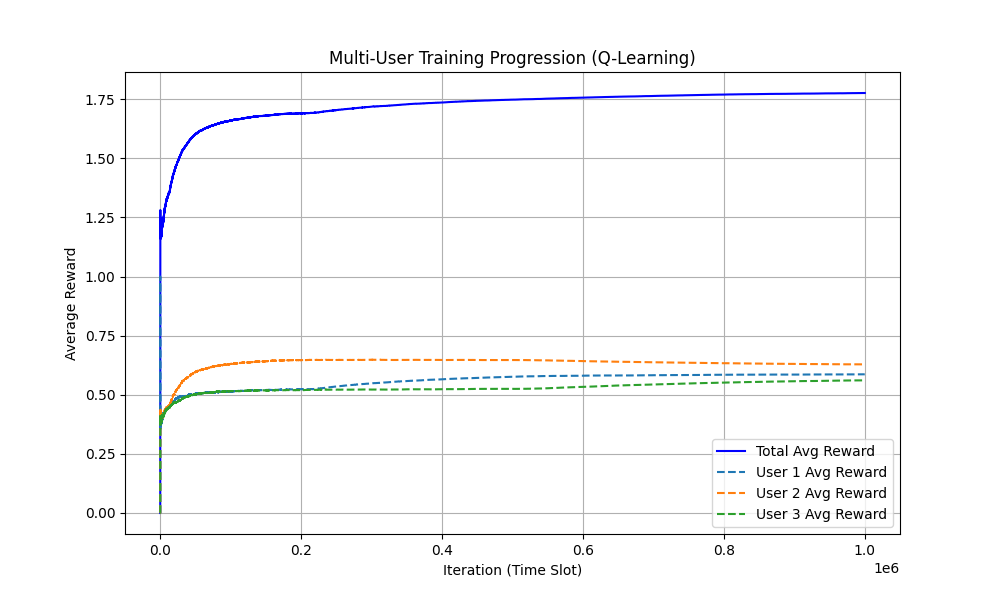 Multi-User Training Progression (Q-Learning)
Average Reward
1.75
1.50
1.25
1.00
0.75
0.50
0.25
0.00
Total Avg Reward
User 1 Avg Reward
User 2 Avg Reward
User 3 Avg Reward
0.0 0.2 0.4 0.6 0.8 1.0
1e6
Iteration (Time Slot)